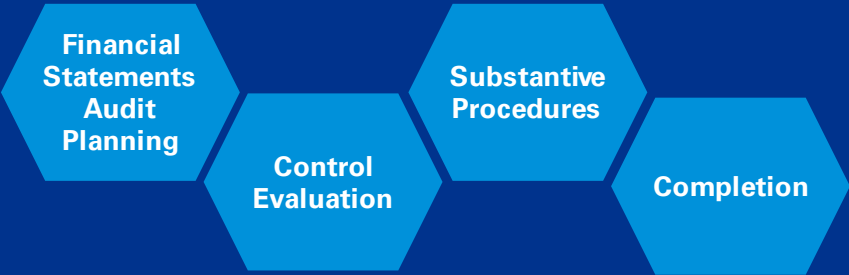 Financial
Statements
Audit
Planning
Control
Evaluation
Substantive
Procedures
Completion